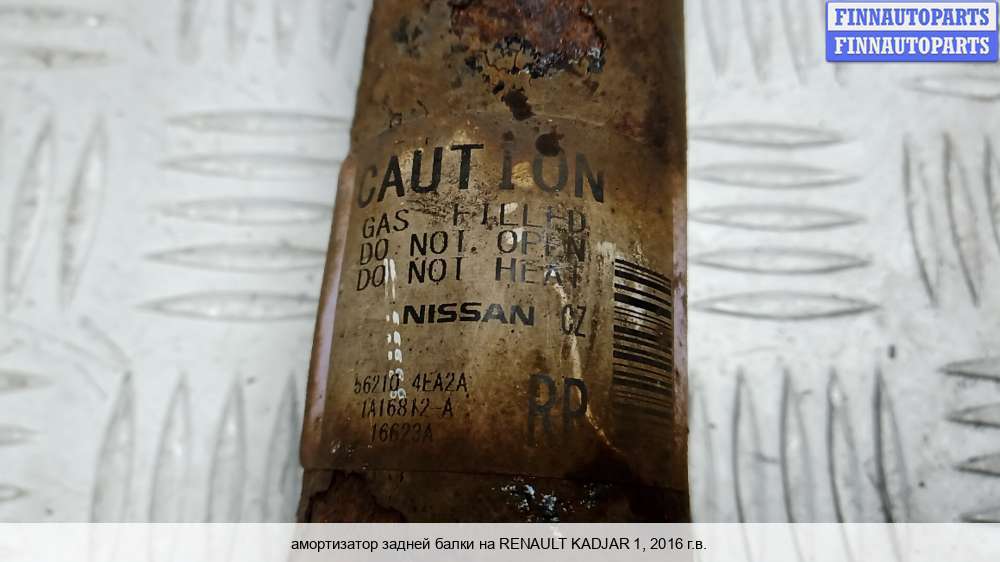 FINNAUTOPARTS
FINNAUTOPARTS
CAUTION
GAS FILLED
DO NOT OPEN
DO NOT HEAT
NISSAN CZ
56210 4EA2A
1A16812-A
16623A
амортизатор задней балки на RENAULT KADJAR 1, 2016 г.в.